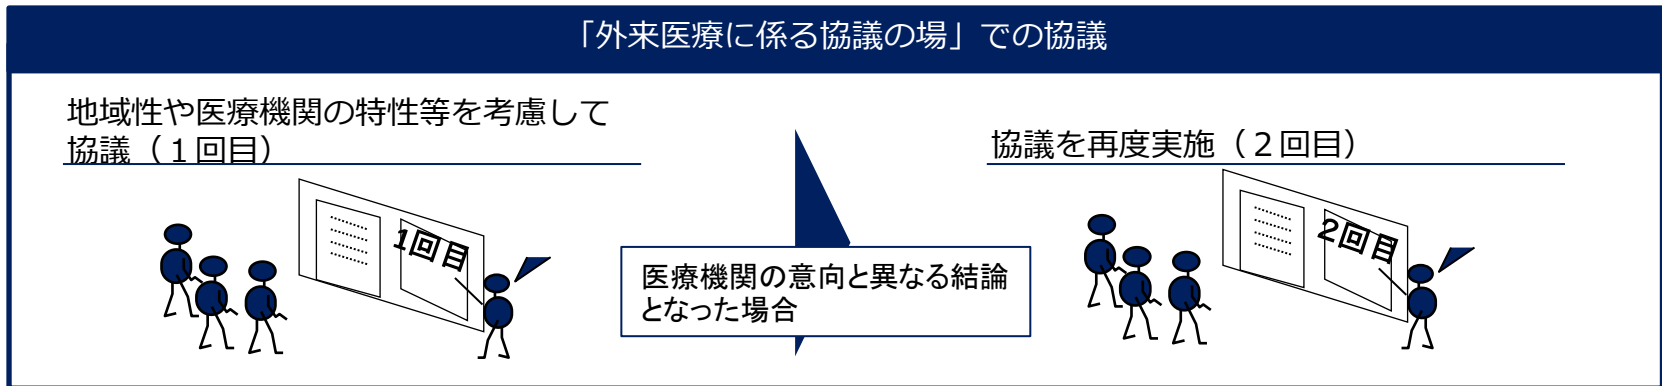 「外来医療に係る協議の場」での協議
地域性や医療機関の特性等を考慮して
協議（１回目）
1回目
医療機関の意向と異なる結論
となった場合
協議を再度実施（２回目）
2回目